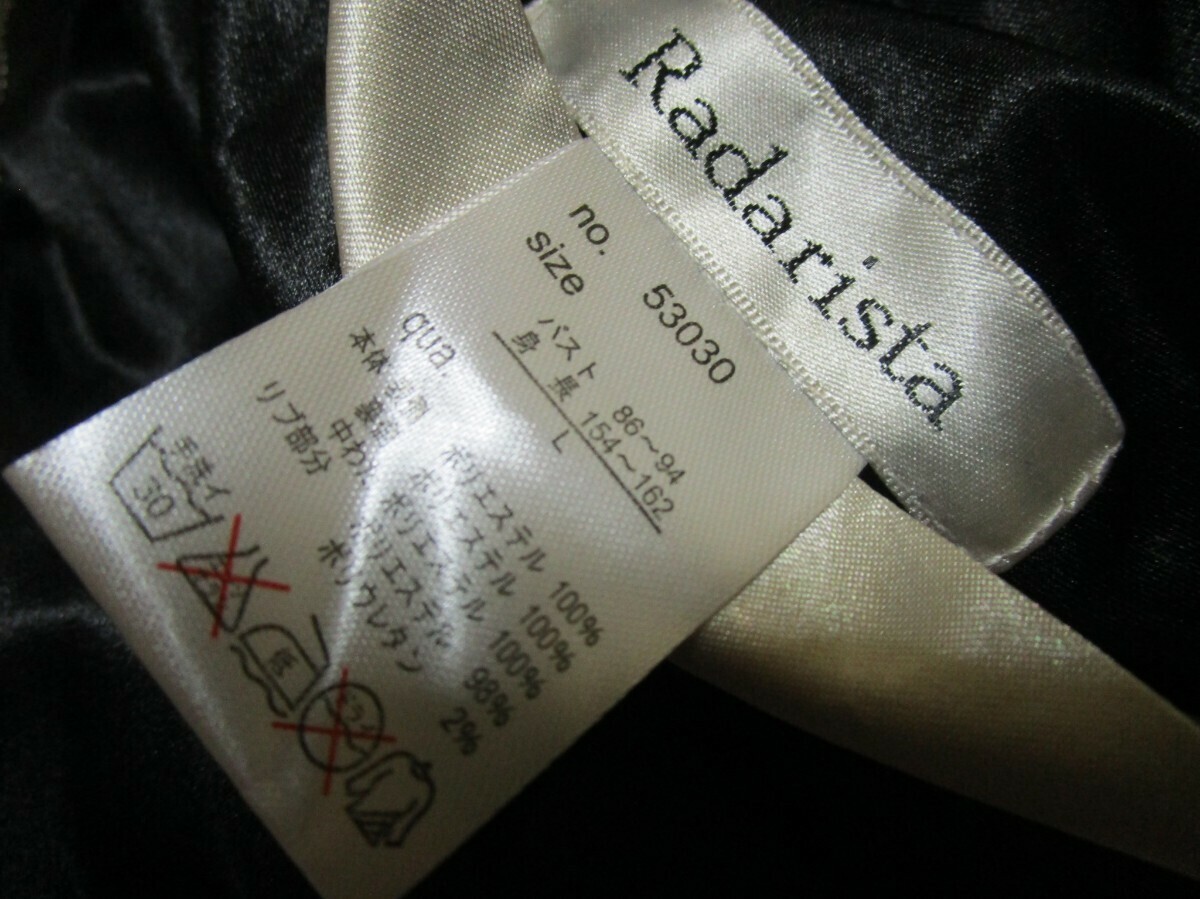 Radarista
no. 53030
size
バスト 86〜94
身長 154〜162
L
qua.
本体 ポリエステル 100%
ポリエステル 100%
中わた ポリエステル 100%
リブ部分 ポリエステル 98%
ポリウレタン 2%
手洗イ
30
低